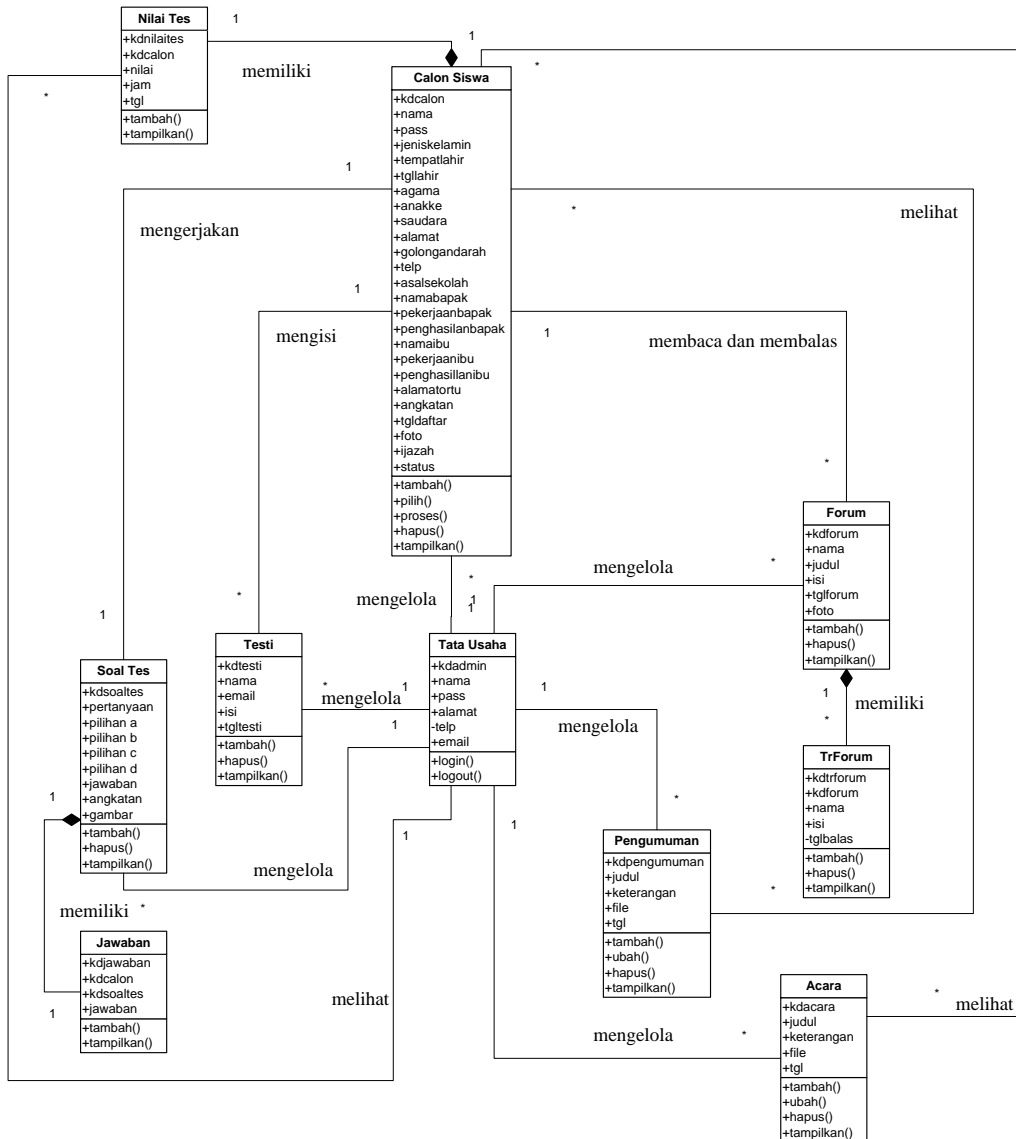 Nilai Tes
+kdnilaites
+kdcalon
+nilai
+jam
+tgl
+tambah()
+tampilkan()
1
memiliki
1
*
*
Calon Siswa
+kdcalon
+nama
+pass
+jeniskelamin
+tempatlahir
+tgllahir
+agama
+anakke
+saudara
+alamat
+golongandarah
+telp
+asalsekolah
+namabapak
+pekerjaanbapak
+penghasilanbapak
+namaibu
+pekerjaanibu
+penghasillanibu
+alamatortu
+angkatan
+tgldaftar
+foto
+ijazah
+status
+tambah()
+pilih()
+proses()
+hapus()
+tampilkan()
1
mengerjakan
1
*
melihat
1
mengisi
*
1
membaca dan membalas
*
Forum
+kdforum
+nama
+judul
+isi
+tglforum
+foto
+tambah()
+hapus()
+tampilkan()
mengelola
*
1
mengelola
*
1
1
memiliki
*
TrForum
+kdtrforum
+kdforum
+nama
+isi
-tglbalas
+tambah()
+hapus()
+tampilkan()
Testi
+kdtesti
+nama
+email
+isi
+tgltesti
+tambah()
+hapus()
+tampilkan()
*
mengelola
1
Tata Usaha
+kdadmin
+nama
+pass
+alamat
-telp
+email
+login()
+logout()
1
mengelola
*
Soal Tes
+kdsoaltes
+pertanyaan
+pilihan a
+pilihan b
+pilihan c
+pilihan d
+jawaban
+angkatan
+gambar
+tambah()
+hapus()
+tampilkan()
1
mengelola
*
1
memiliki
1
Jawaban
+kdjawaban
+kdcalon
+kdsoaltes
+jawaban
+tambah()
+tampilkan()
1
melihat
Pengumuman
+kdpengumuman
+judul
+keterangan
+file
+tgl
+tambah()
+ubah()
+hapus()
+tampilkan()
*
1
mengelola
*
Acara
+kdacara
+judul
+keterangan
+file
+tgl
+tambah()
+ubah()
+hapus()
+tampilkan()
*
melihat